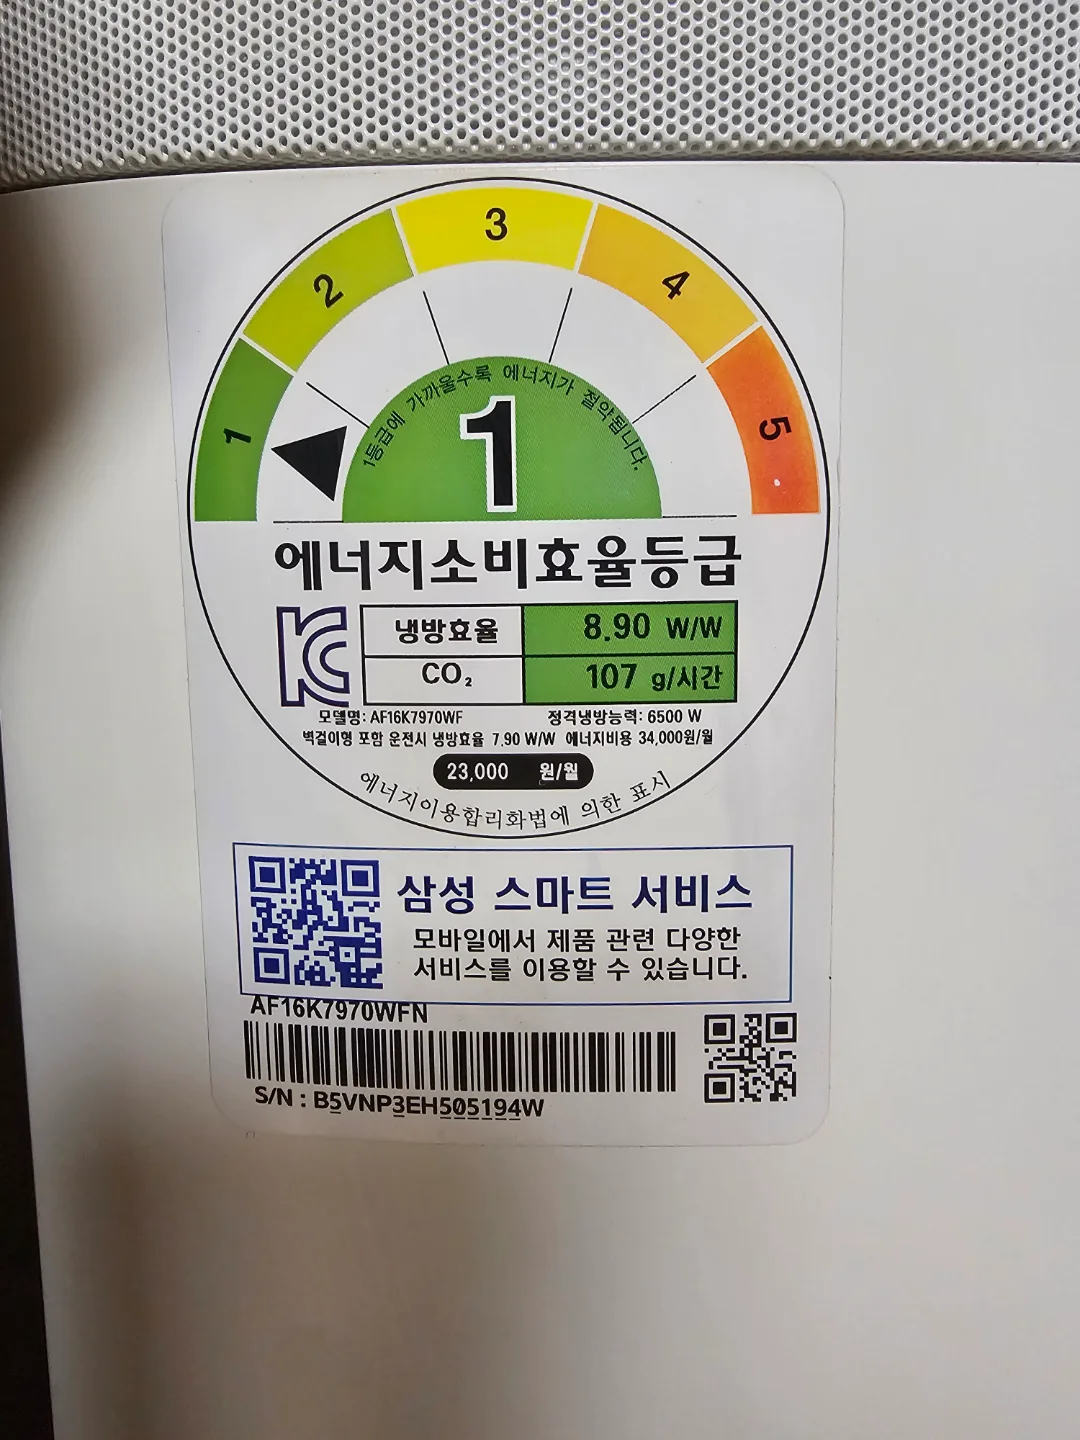 1
2
3
4
5
1등급에 가까울수록 에너지가 절약됩니다.
1
에너지소비효율등급
냉방효율 8.90 W/W
CO₂ 107 g/시간
모델명: AF16K7970WF 정격냉방능력: 6500 W
벽걸이형 포함 운전시 냉방효율 7.90 W/W 에너지비용 34,000원/월
23,000 원/월
에너지이용합리화법에 의한 표시
삼성 스마트 서비스
모바일에서 제품 관련 다양한
서비스를 이용할 수 있습니다.
AF16K7970WFN
S/N : B5VNP3EH505194W